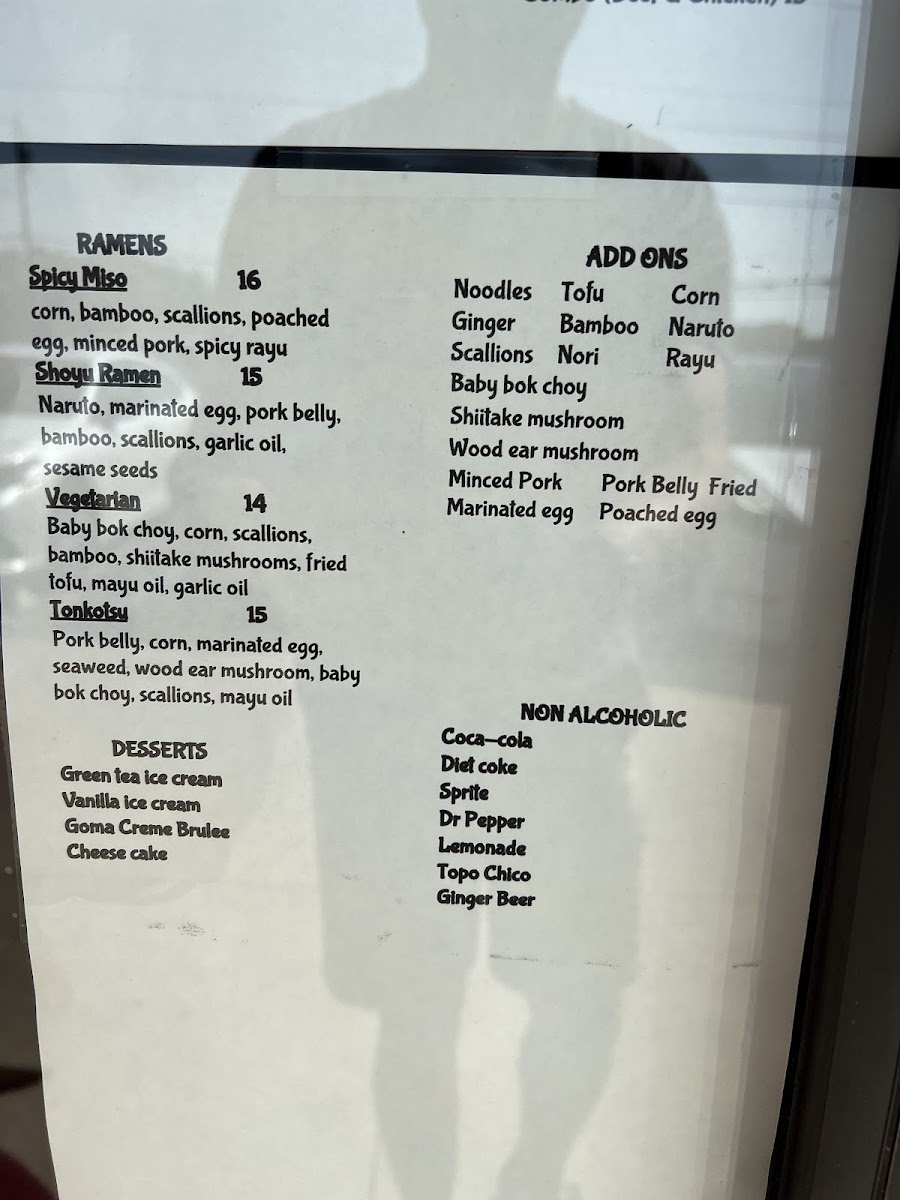 RAMENS
Spicy Miso 16
corn, bamboo, scallions, poached
egg, minced pork, spicy rayu
Shoyu Ramen 15
Naruto, marinated egg, pork belly,
bamboo, scallions, garlic oil,
sesame seeds
Vegetarian 14
Baby bok choy, corn, scallions,
bamboo, shiitake mushrooms, fried
tofu, mayu oil, garlic oil
Tonkotsu 15
Pork belly, corn, marinated egg,
seaweed, wood ear mushroom, baby
bok choy, scallions, mayu oil
DESSERTS
Green tea ice cream
Vanilla ice cream
Goma Creme Brulee
Cheese cake
ADD ONS
Noodles Tofu Corn
Ginger Bamboo Naruto
Scallions Nori Rayu
Baby bok choy
Shiitake mushroom
Wood ear mushroom
Minced Pork Pork Belly Fried
Marinated egg Poached egg
NON ALCOHOLIC
Coca-cola
Diet coke
Sprite
Dr Pepper
Lemonade
Topo Chico
Ginger Beer